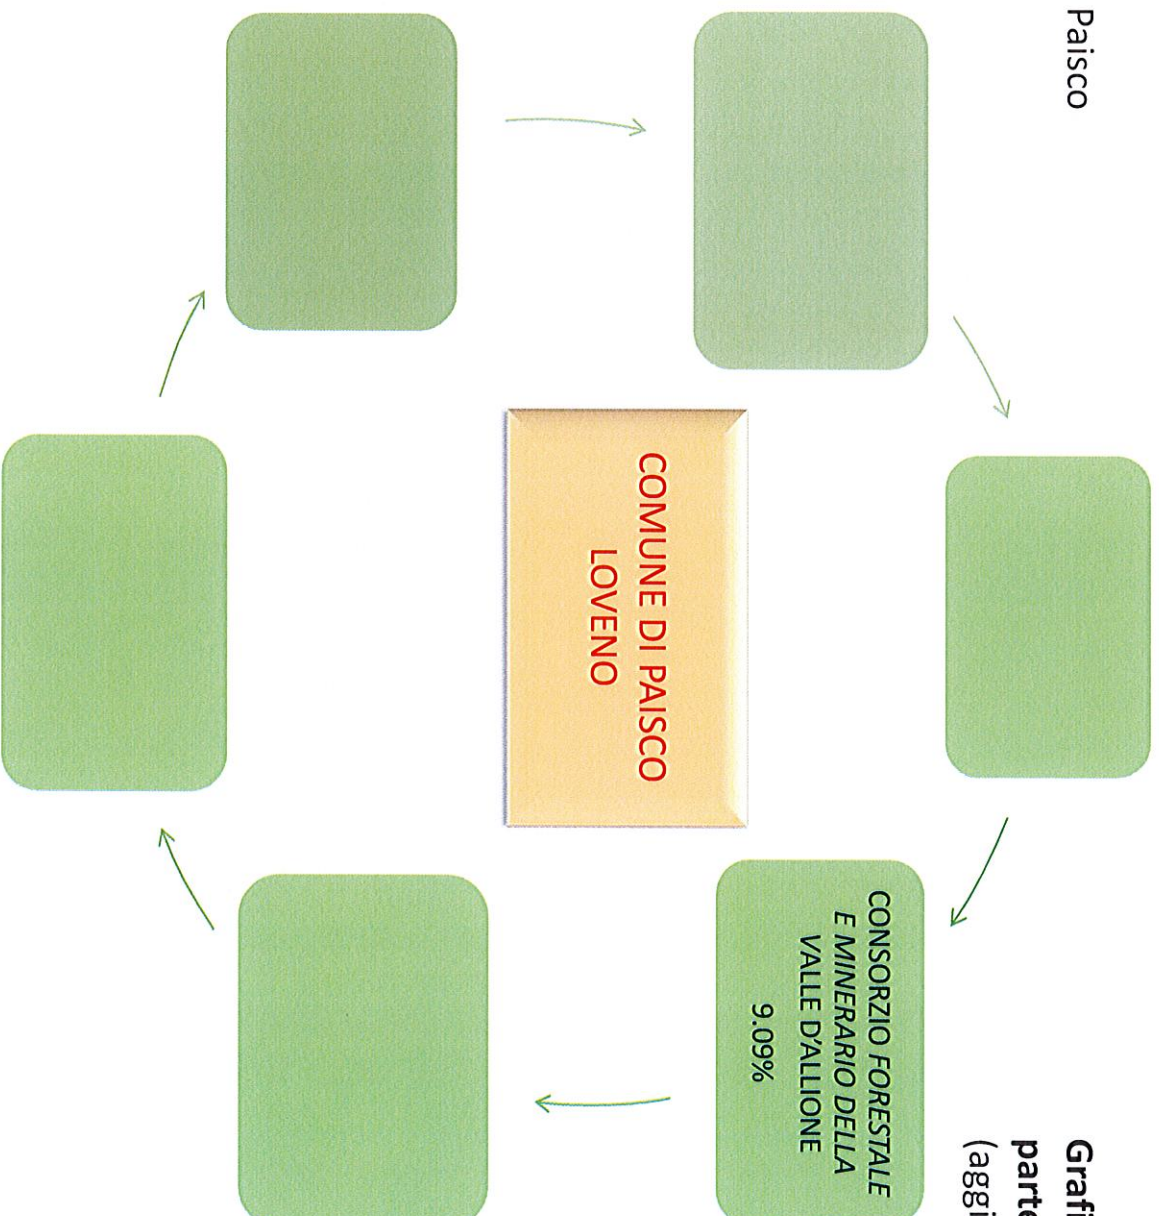 Paisco
Grafi
parte
(aggi
CONSORZIO FORESTALE
E MINERARIO DELLA
VALLE D'ALLIONE
9.09%
COMUNE DI PAISCO
LOVENO